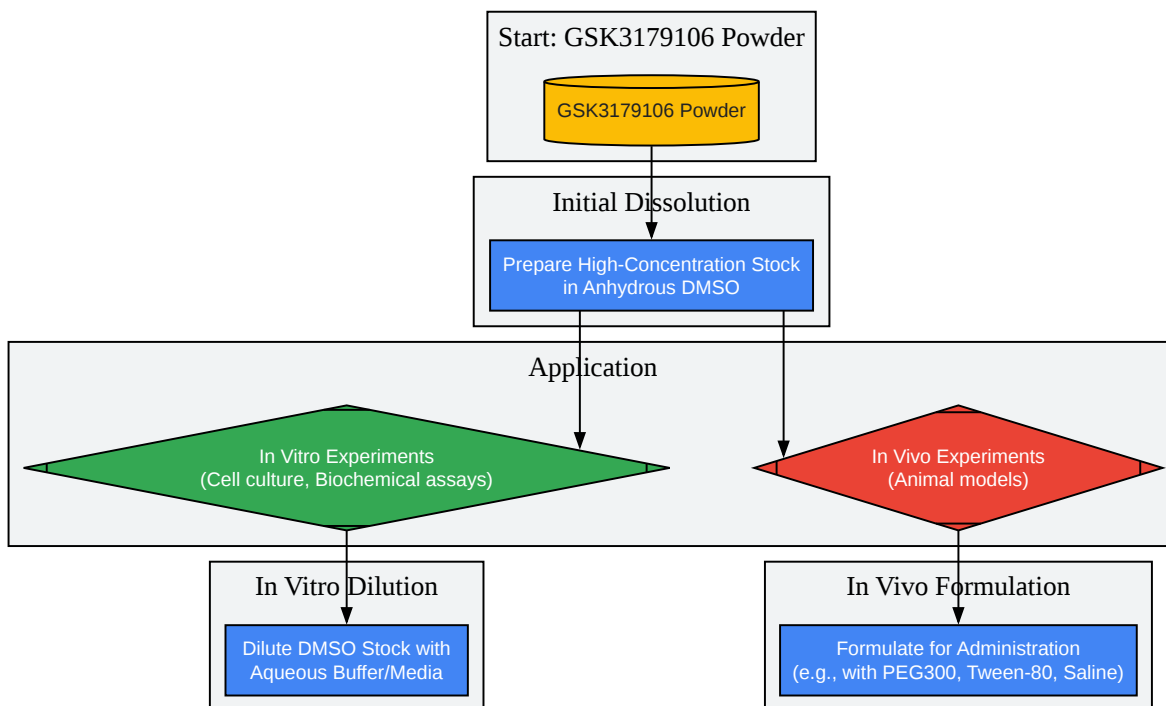 Start: GSK3179106 Powder
GSK3179106 Powder
Initial Dissolution
Prepare High-Concentration Stock
in Anhydrous DMSO
Application
In Vitro Experiments
(Cell culture, Biochemical assays)
In Vivo Experiments
(Animal models)
In Vitro Dilution
Dilute DMSO Stock with
Aqueous Buffer/Media
In Vivo Formulation
Formulate for Administration
(e.g., with PEG300, Tween-80, Saline)